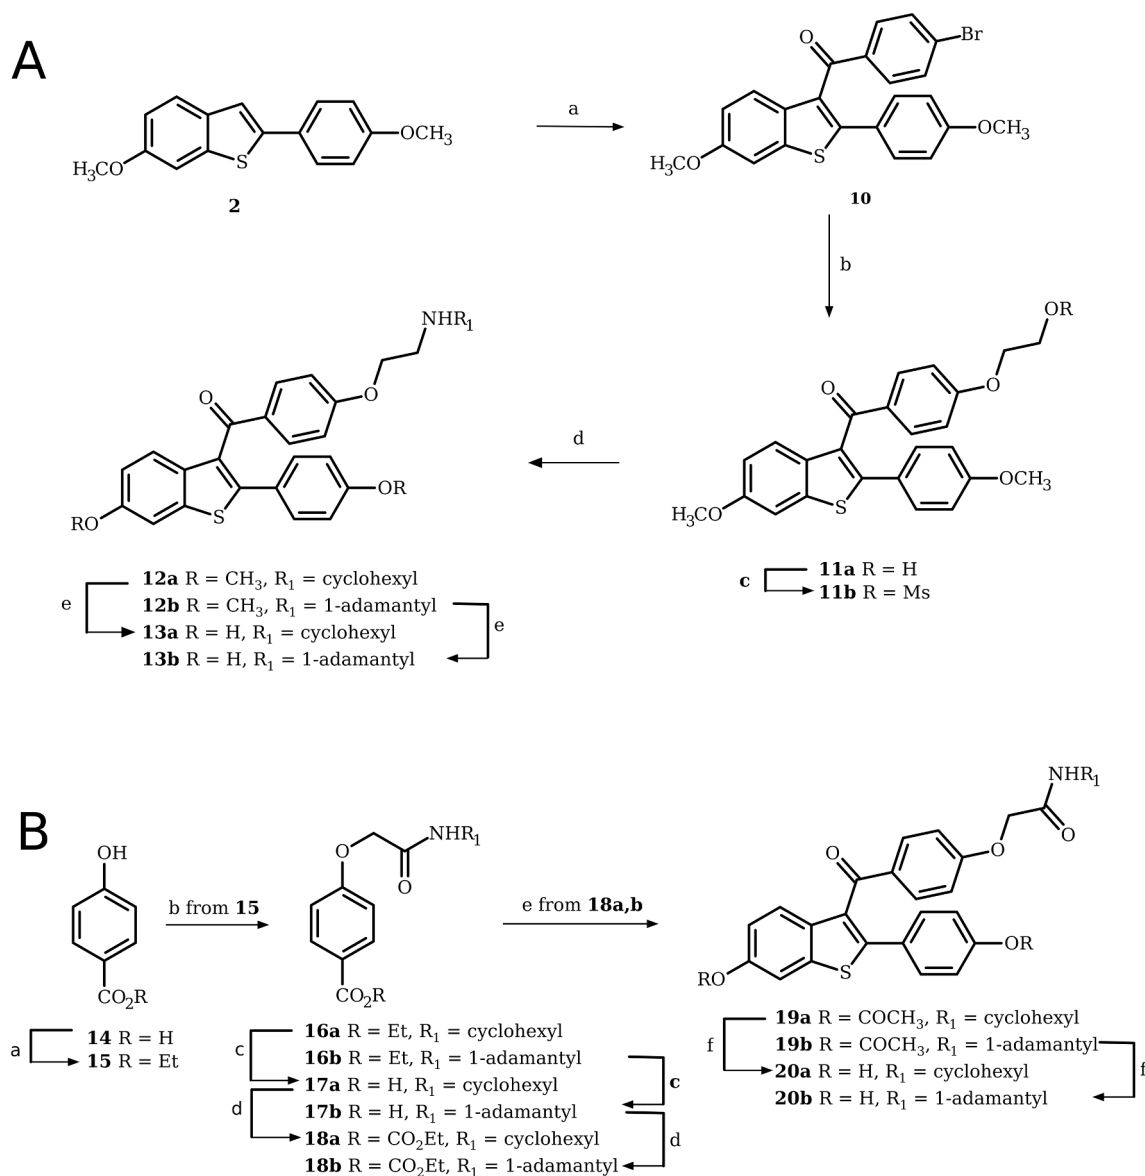 A
O
Br
a
OCH3
H3CO
S
2
OCH3
H3CO
S
10
b
NHR1
OR
O
O
O
O
d
OR
OCH3
RO
S
H3CO
S
12a R = CH3, R1 = cyclohexyl
12b R = CH3, R1 = 1-adamantyl
13a R = H, R1 = cyclohexyl
13b R = H, R1 = 1-adamantyl
e
e
c
11a R = H
11b R = Ms
B
OH
CO2R
b from 15
O
NHR1
O
CO2R
e from 18a,b
NHR1
O
O
O
OR
RO
S
a
14 R = H
15 R = Et
c
d
16a R = Et, R1 = cyclohexyl
16b R = Et, R1 = 1-adamantyl
17a R = H, R1 = cyclohexyl
17b R = H, R1 = 1-adamantyl
18a R = CO2Et, R1 = cyclohexyl
18b R = CO2Et, R1 = 1-adamantyl
c
d
f
19a R = COCH3, R1 = cyclohexyl
19b R = COCH3, R1 = 1-adamantyl
20a R = H, R1 = cyclohexyl
20b R = H, R1 = 1-adamantyl
f